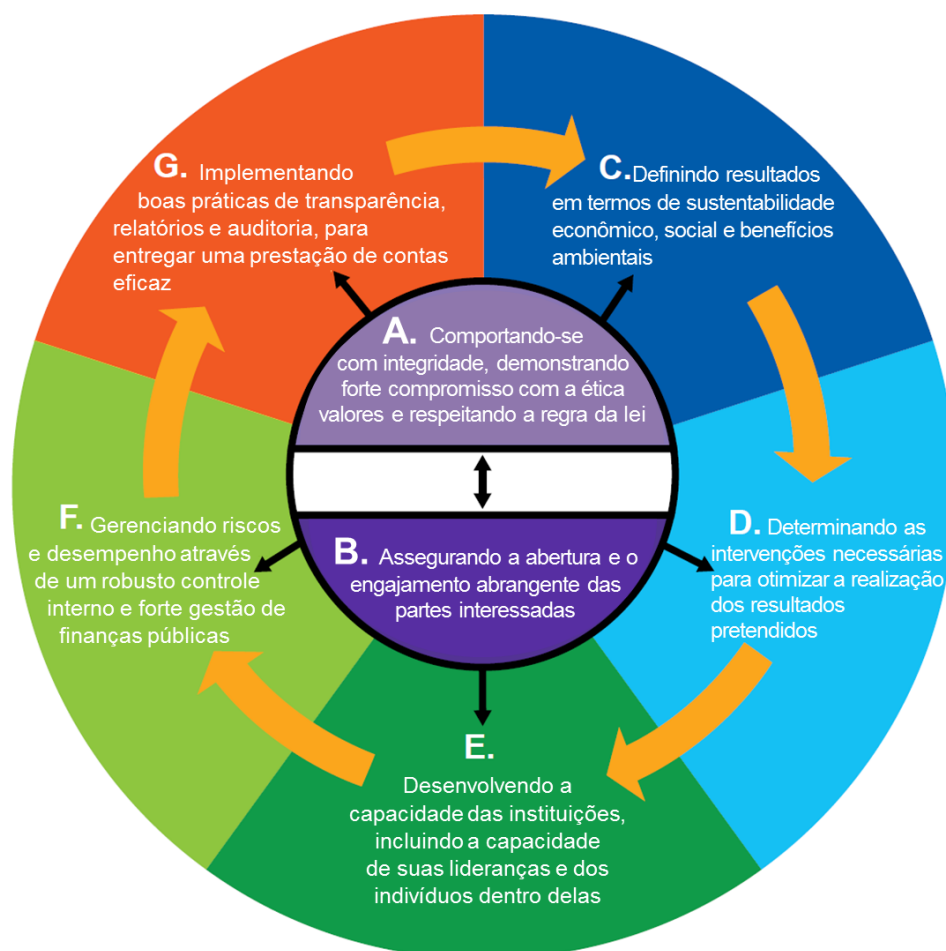 G. Implementando
boas práticas de transparência,
relatórios e auditoria, para
entregar uma prestação de contas
eficaz
C. Definindo resultados
em termos de sustentabilidade
econômico, social e benefícios
ambientais
A. Comportando-se
com integridade, demonstrando
forte compromisso com a ética
valores e respeitando a regra da lei
B. Assegurando a abertura e o
engajamento abrangente das
partes interessadas
D. Determinando as
intervenções necessárias
para otimizar a realização
dos resultados
pretendidos
E.
Desenvolvendo a
capacidade das instituições,
incluindo a capacidade
de suas lideranças e dos
indivíduos dentro delas
F. Gerenciando riscos
e desempenho através
de um robusto controle
interno e forte gestão de
finanças públicas